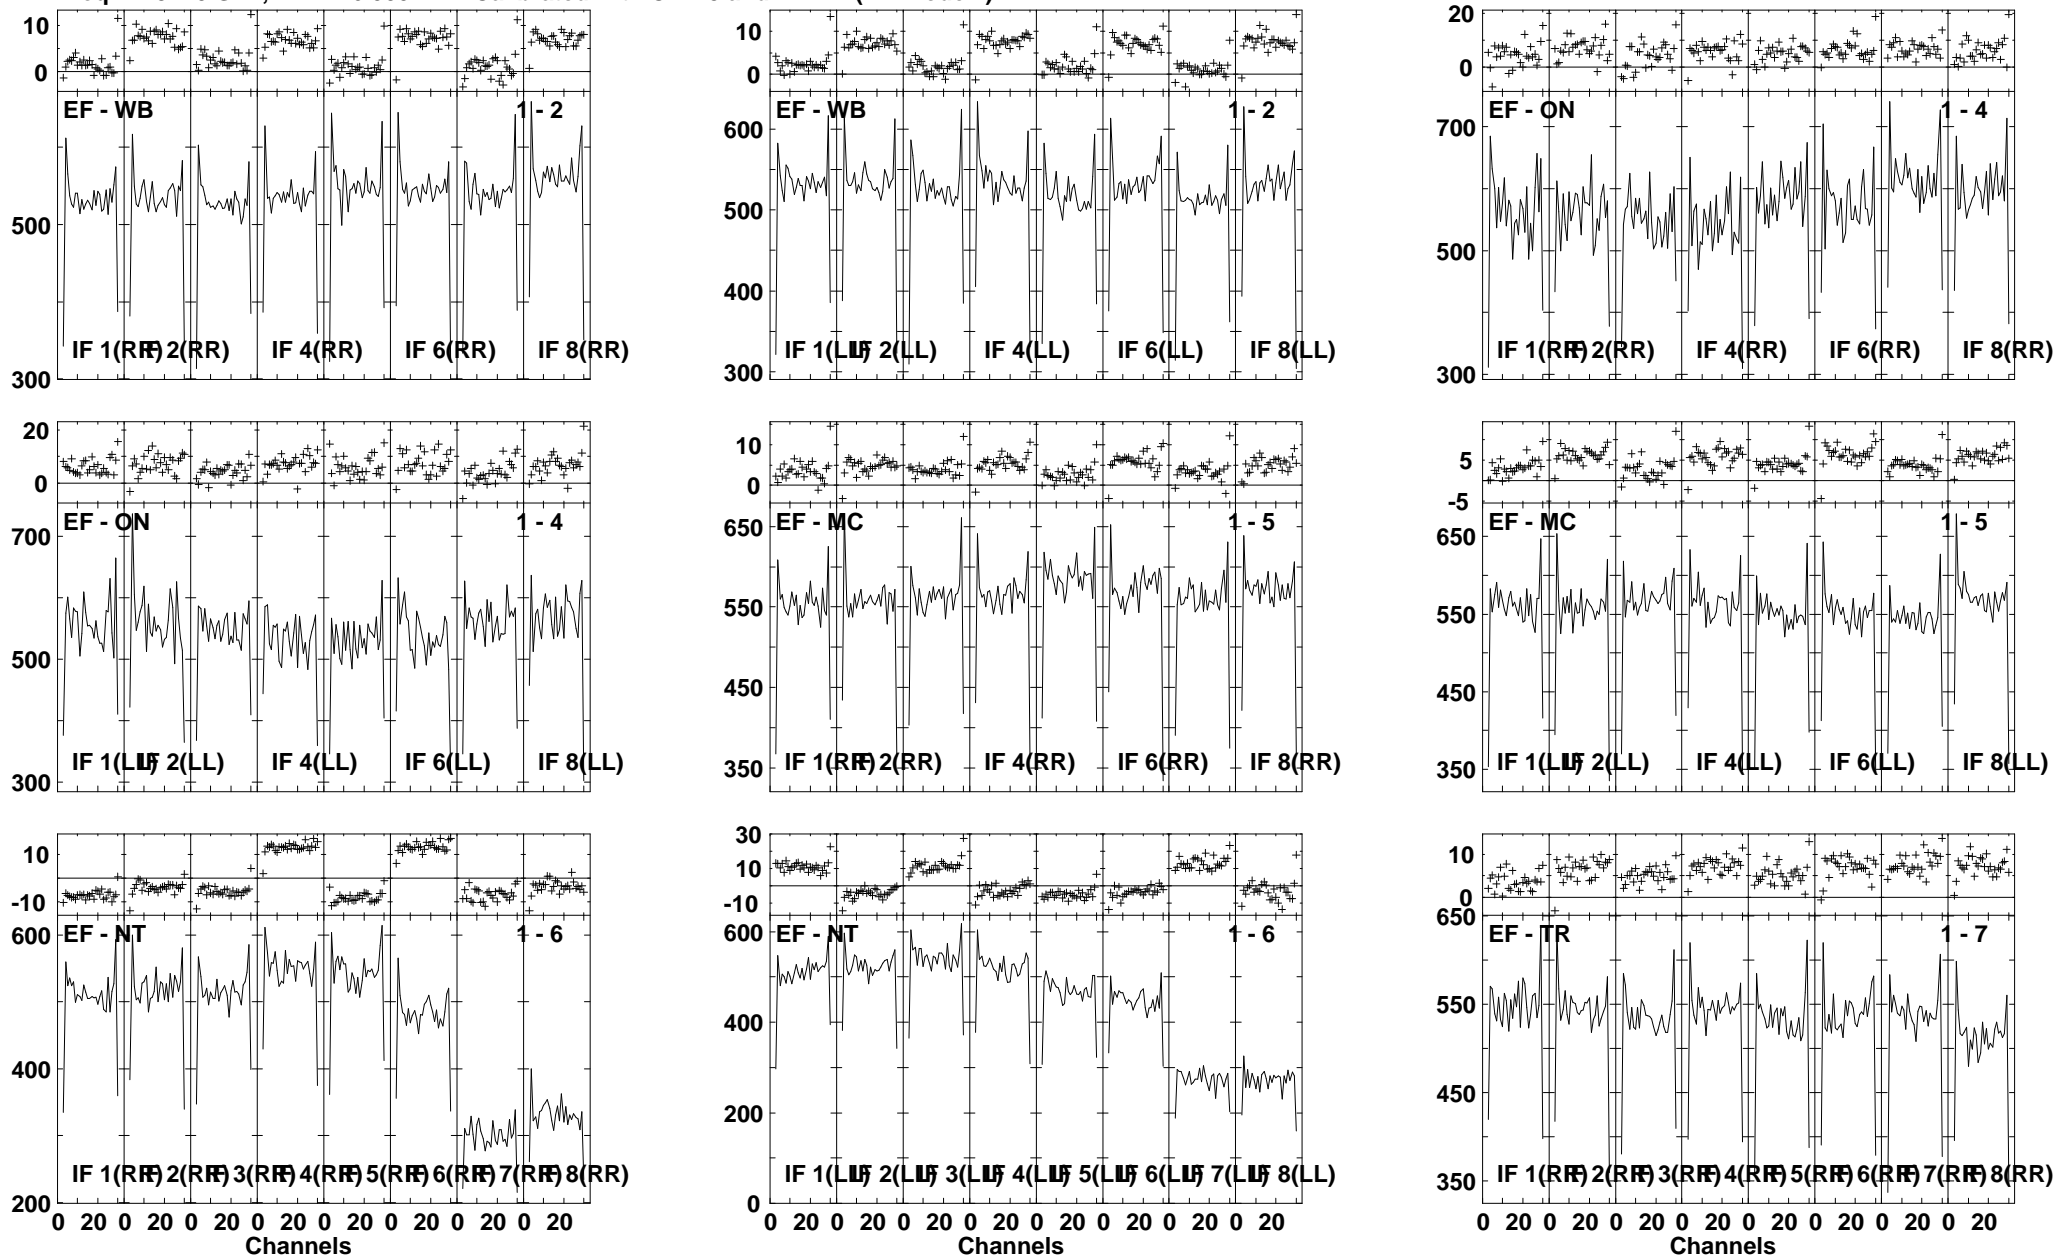 10
0
EF - WB 1 - 2
500
300
IF 1(RR) IF 2(RR) IF 4(RR) IF 6(RR) IF 8(RR)
10
0
EF - WB 1 - 2
600
500
400
300
IF 1(LL) IF 2(LL) IF 4(LL) IF 6(LL) IF 8(LL)
20
0
EF - ON 1 - 4
700
500
300
IF 1(RR) IF 2(RR) IF 4(RR) IF 6(RR) IF 8(RR)
20
0
EF - ON 1 - 4
700
500
300
IF 1(LL) IF 2(LL) IF 4(LL) IF 6(LL) IF 8(LL)
10
0
EF - MC 1 - 5
650
550
450
350
IF 1(RR) IF 2(RR) IF 4(RR) IF 6(RR) IF 8(RR)
5
-5
EF - MC 1 - 5
650
550
450
350
IF 1(LL) IF 2(LL) IF 4(LL) IF 6(LL) IF 8(LL)
10
-10
EF - NT 1 - 6
600
400
200
IF 1(RR) IF 2(RR) IF 3(RR) IF 4(RR) IF 5(RR) IF 6(RR) IF 7(RR) IF 8(RR)
0 20 0 20 0 20 0 20 0 20 0 20 0 20 0 20
Channels
30
10
-10
EF - NT 1 - 6
600
400
200
0
IF 1(LL) IF 2(LL) IF 3(LL) IF 4(LL) IF 5(LL) IF 6(LL) IF 7(LL) IF 8(LL)
0 20 0 20 0 20 0 20 0 20 0 20 0 20 0 20
Channels
10
0
EF - TR 1 - 7
650
550
450
350
IF 1(RR) IF 2(RR) IF 3(RR) IF 4(RR) IF 5(RR) IF 6(RR) IF 7(RR) IF 8(RR)
0 20 0 20 0 20 0 20 0 20 0 20 0 20 0 20
Channels